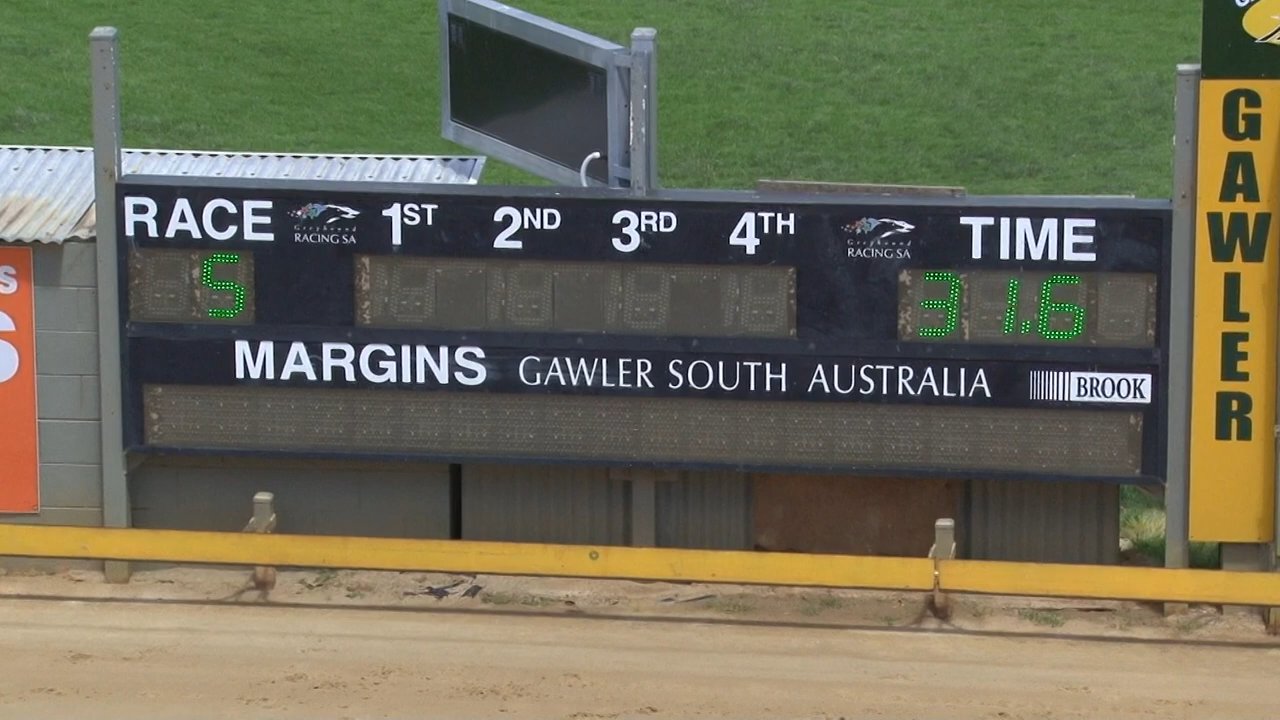 RACE Greyhound RACING SA 1ST 2ND 3RD 4TH Greyhound RACING SA TIME
5 31.6
MARGINS GAWLER SOUTH AUSTRALIA BROOK
GAWLER
S
S